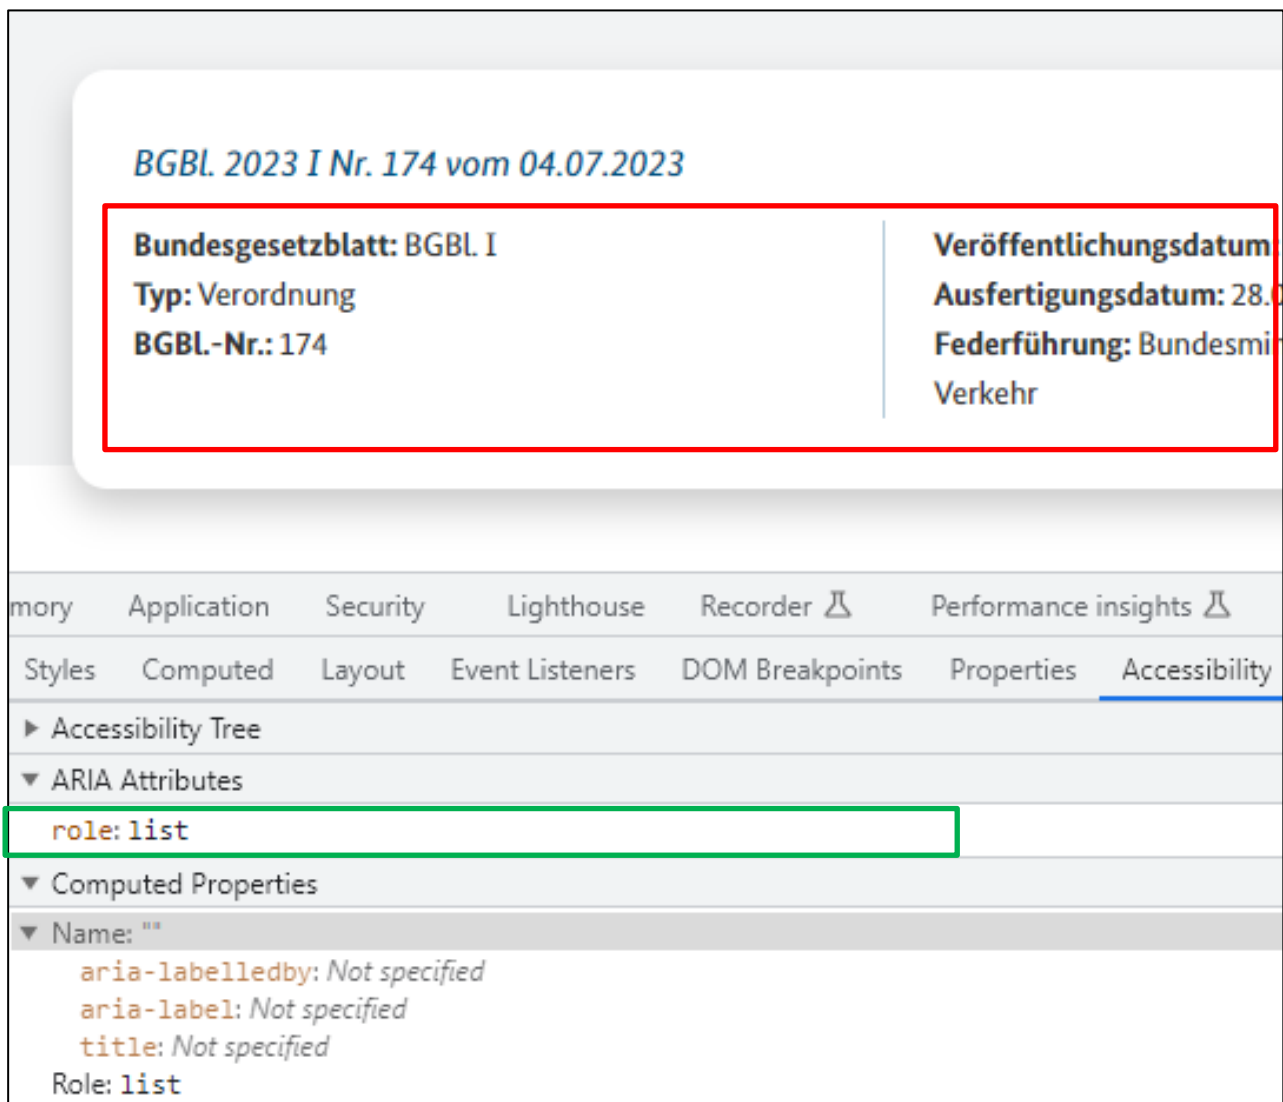 BGBl. 2023 I Nr. 174 vom 04.07.2023
Bundesgesetzblatt: BGBl. I
Typ: Verordnung
BGBl.-Nr.: 174
Veröffentlichungsdatum:
Ausfertigungsdatum: 28.
Federführung:
Verkehr
Application Security Lighthouse Recorder Performance insights
Styles Computed Layout Event Listeners DOM Breakpoints Properties Accessibility
Accessibility Tree
ARIA Attributes
role: list
Computed Properties
Name: ""
aria-labelledby: Not specified
aria-label: Not specified
title: Not specified
Role: list